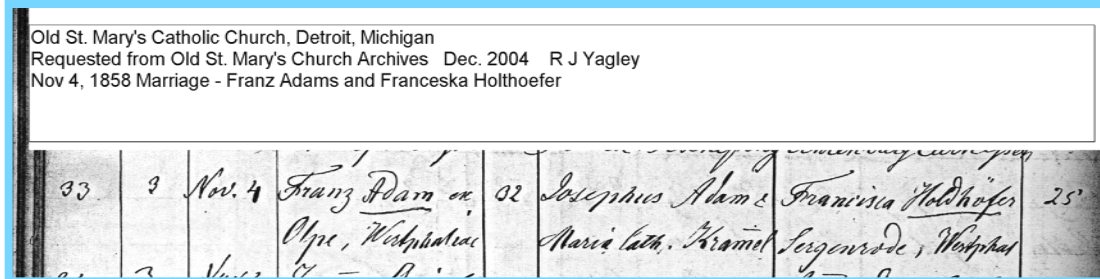 Old St. Mary's Catholic Church, Detroit, Michigan
Requested from Old St. Mary's Church Archives Dec. 2004 R J Yagley
Nov 4, 1858 Marriage - Franz Adams and Franceska Holthoefer
33 3 Nov. 4 Franz Adam ex 32 Josephus Adam & Francisca Holdhöfer 25
Olpe, Westphaliae Maria Cath. Kramel Sergenrode, Westphal